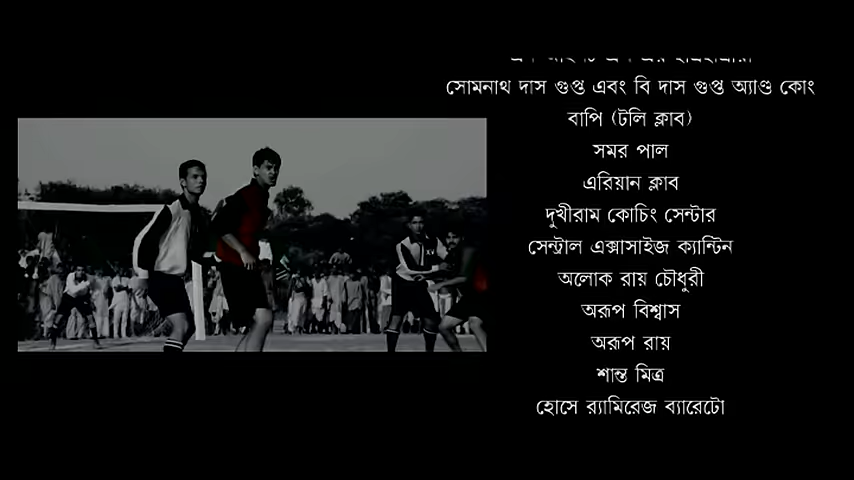 সোমনাথ দাস গুপ্ত এবং বি দাস গুপ্ত অ্যাণ্ড কোং
বাপি (টলি ক্লাব)
সমর পাল
এরিয়ান ক্লাব
দুখীরাম কোচিং সেন্টার
সেন্ট্রাল এক্সাসাইজ ক্যান্টিন
অলোক রায় চৌধুরী
অরূপ বিশ্বাস
অরূপ রায়
শান্ত মিত্র
হোসে র‍্যামিরেজ ব্যারেটো